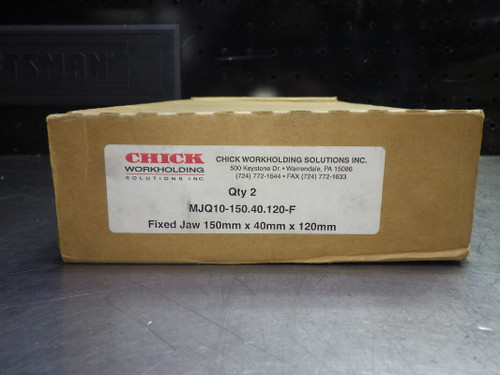 CHICK
WORKHOLDING
SOLUTIONS INC.
CHICK WORKHOLDING SOLUTIONS INC.
500 Keystone Dr. • Warrendale, PA 15086
(724) 772-1644 • FAX (724) 772-1633
Qty 2
MJQ10-150.40.120-F
Fixed Jaw 150mm x 40mm x 120mm